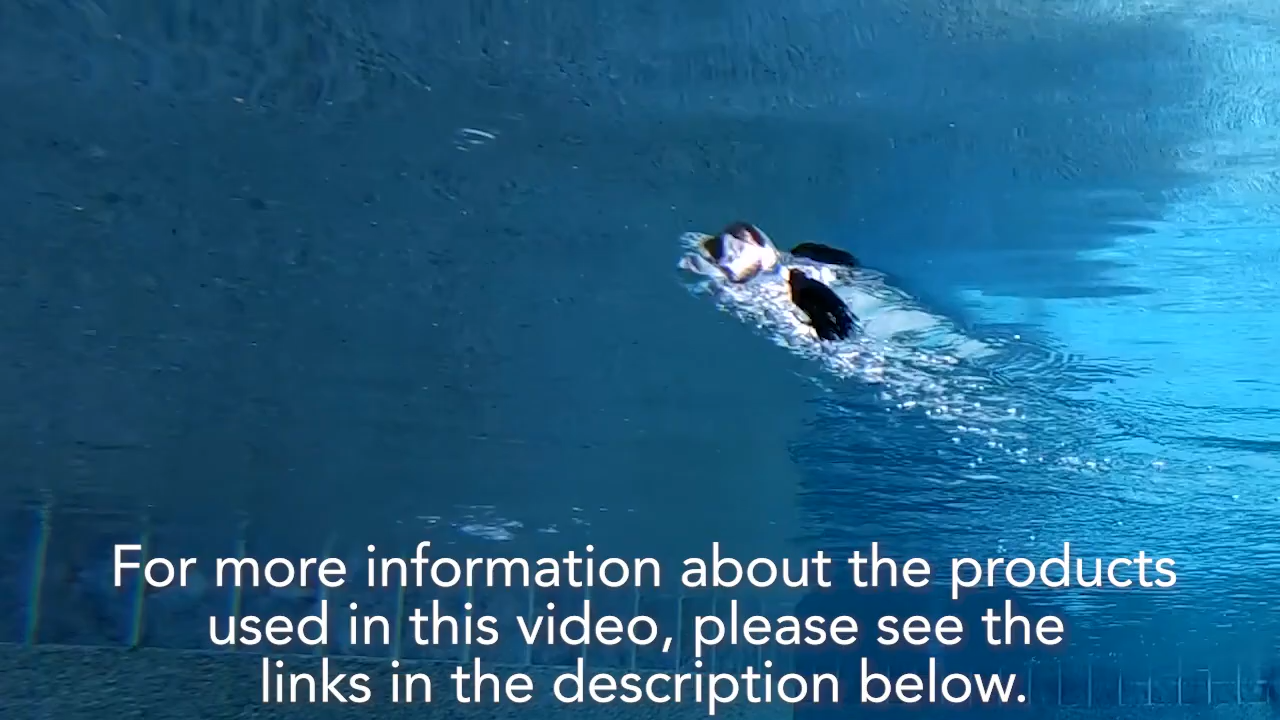 For more information about the products
used in this video, please see the
links in the description below.